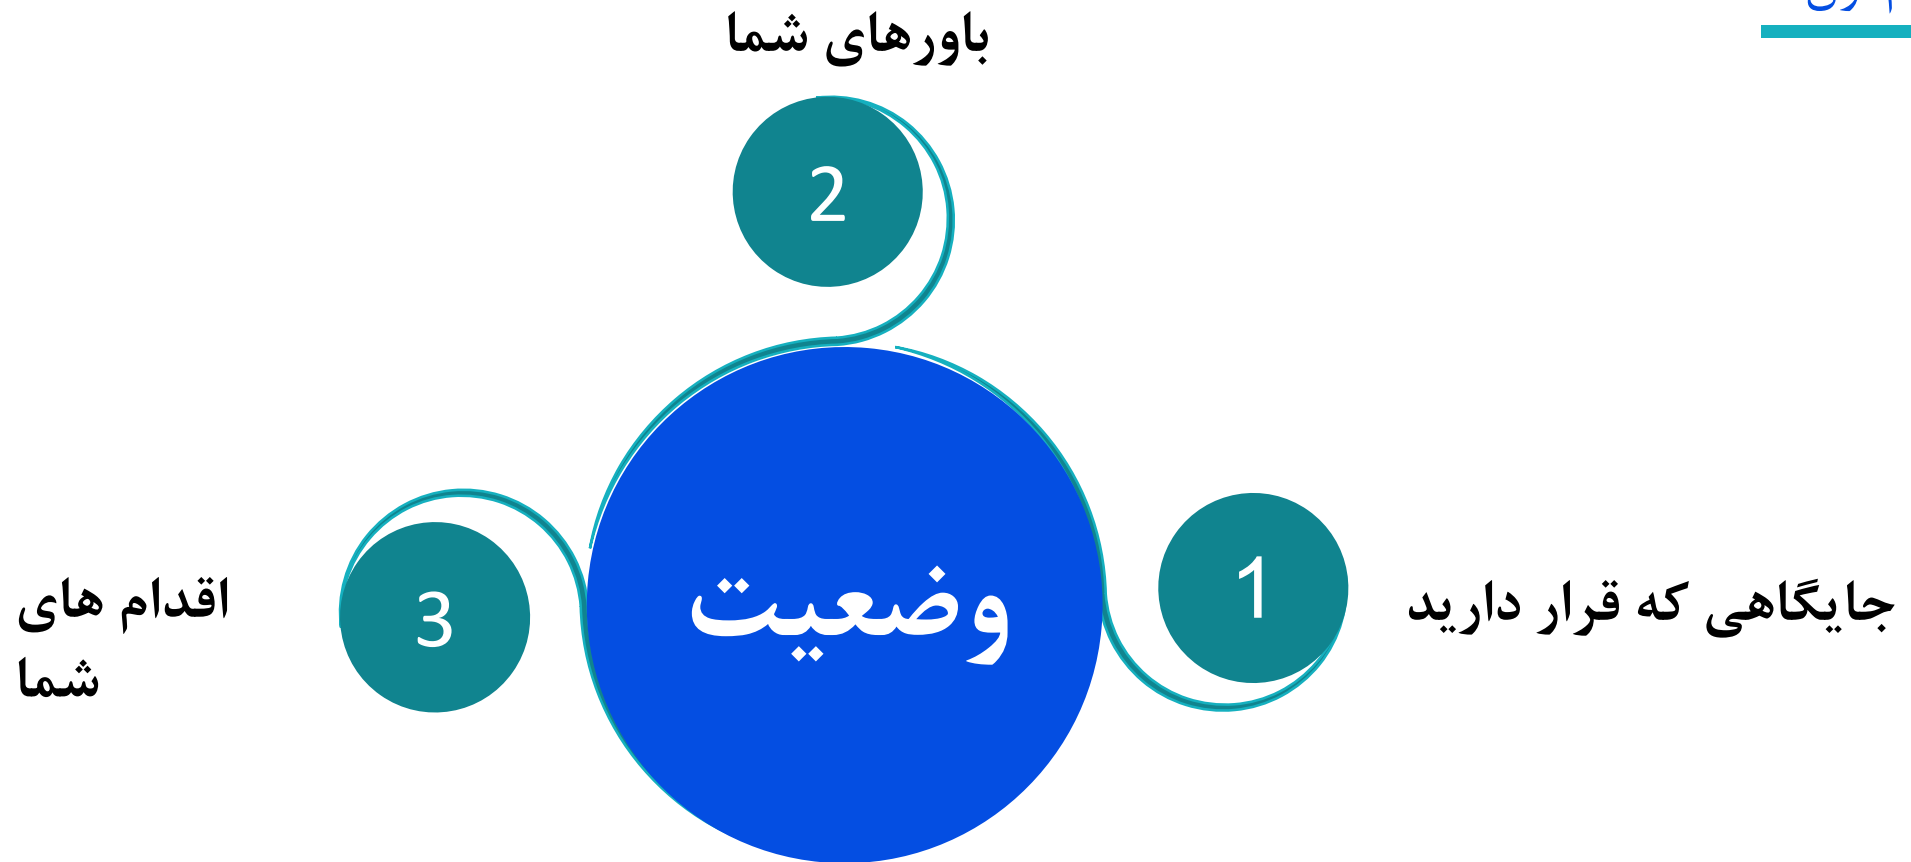 باورهای شما
2
وضعیت
1
جایگاهی که قرار دارید
3
اقدام های
شما